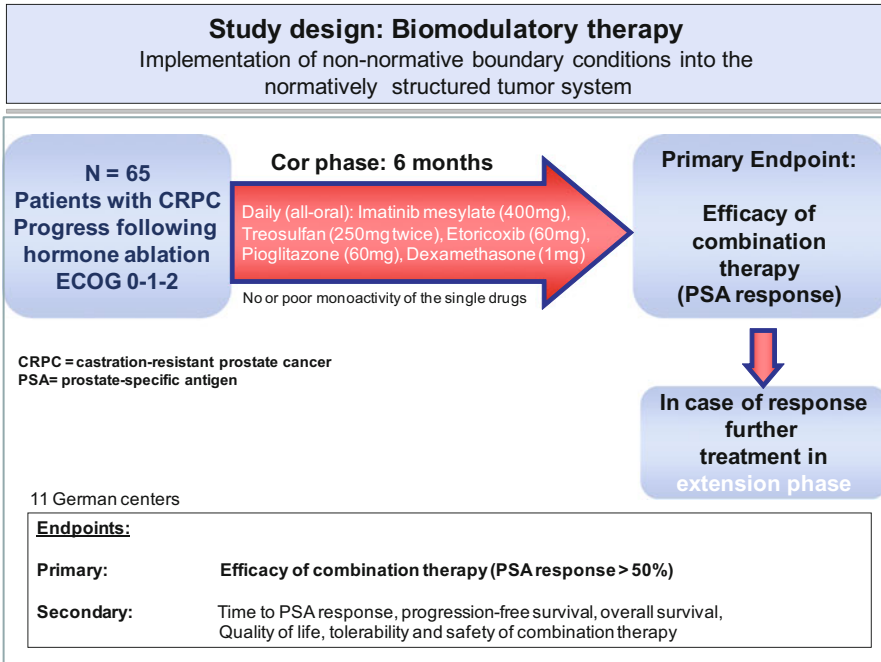 Study design: Biomodulatory therapy
Implementation of non-normative boundary conditions into the
normatively structured tumor system
N = 65
Patients with CRPC
Progress following
hormone ablation
ECOG 0-1-2
Cor phase: 6 months
Daily (all-oral): Imatinib mesylate (400mg),
Treosulfan (250mg twice), Etoricoxib (60mg),
Pioglitazone (60mg), Dexamethasone (1mg)
No or poor monoactivity of the single drugs
Primary Endpoint:
Efficacy of
combination
therapy
(PSA response)
CRPC = castration-resistant prostate cancer
PSA= prostate-specific antigen
In case of response
further
treatment in
extension phase
11 German centers
Endpoints:
Primary: Efficacy of combination therapy (PSA response > 50%)
Secondary: Time to PSA response, progression-free survival, overall survival,
Quality of life, tolerability and safety of combination therapy